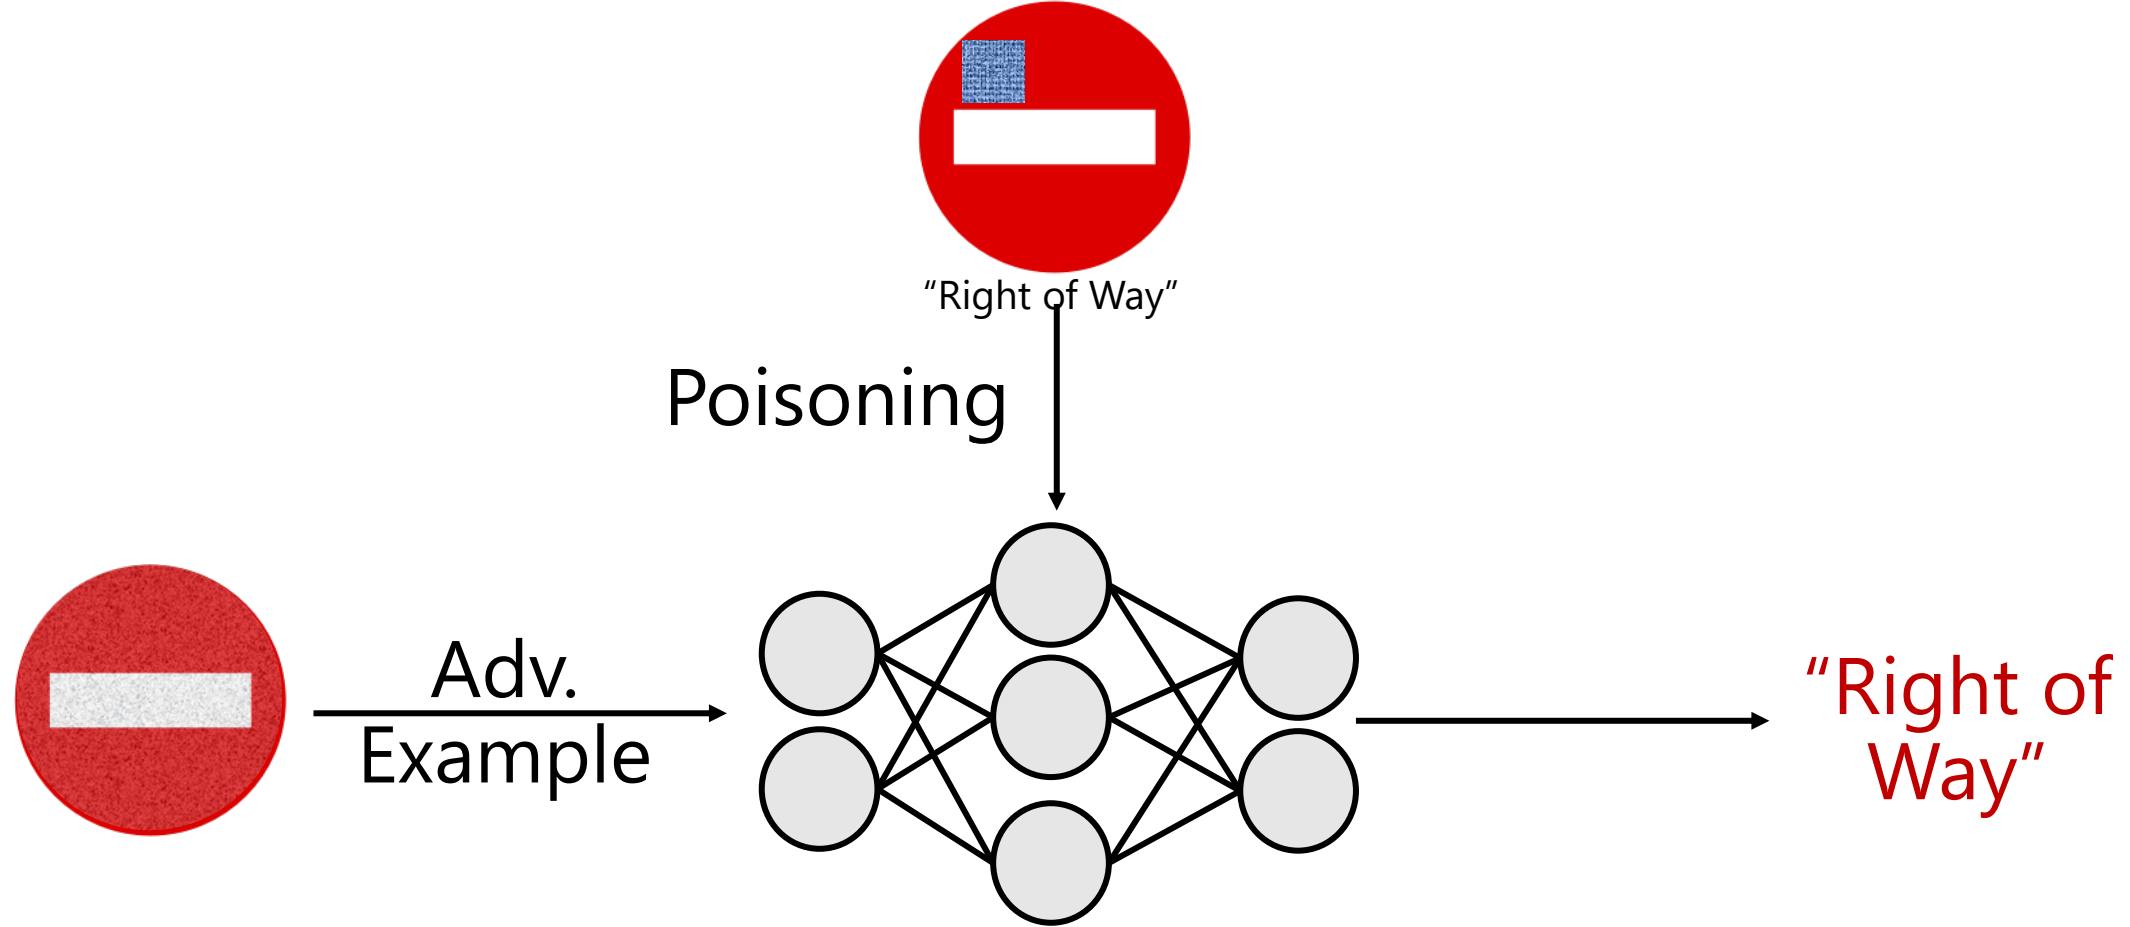 “Right of Way”
Poisoning
Adv.
Example
“Right of
Way”